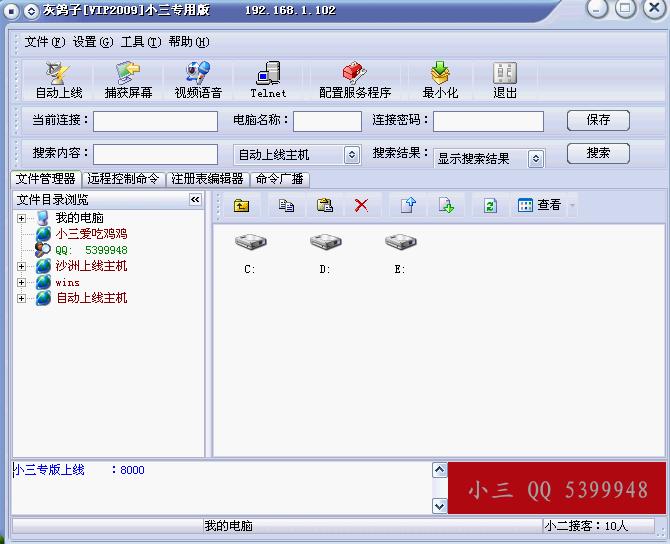 灰鸽子[VIP2009]小三专用版 192.168.1.102
文件(F) 设置(G) 工具(T) 帮助(H)
自动上线 捕获屏幕 视频语音 Telnet 配置服务程序 最小化 退出
当前连接： 电脑名称： 连接密码： 保存
搜索内容： 自动上线主机 搜索结果： 显示搜索结果 搜索
文件管理器 远程控制命令 注册表编辑器 命令广播
文件目录浏览 查看
我的电脑
小三爱吃鸡鸡
QQ: 5399948
沙洲上线主机
wins
自动上线主机
C: D: E:
小三专版上线 ：8000
小三 QQ 5399948
我的电脑 小二接客：10人